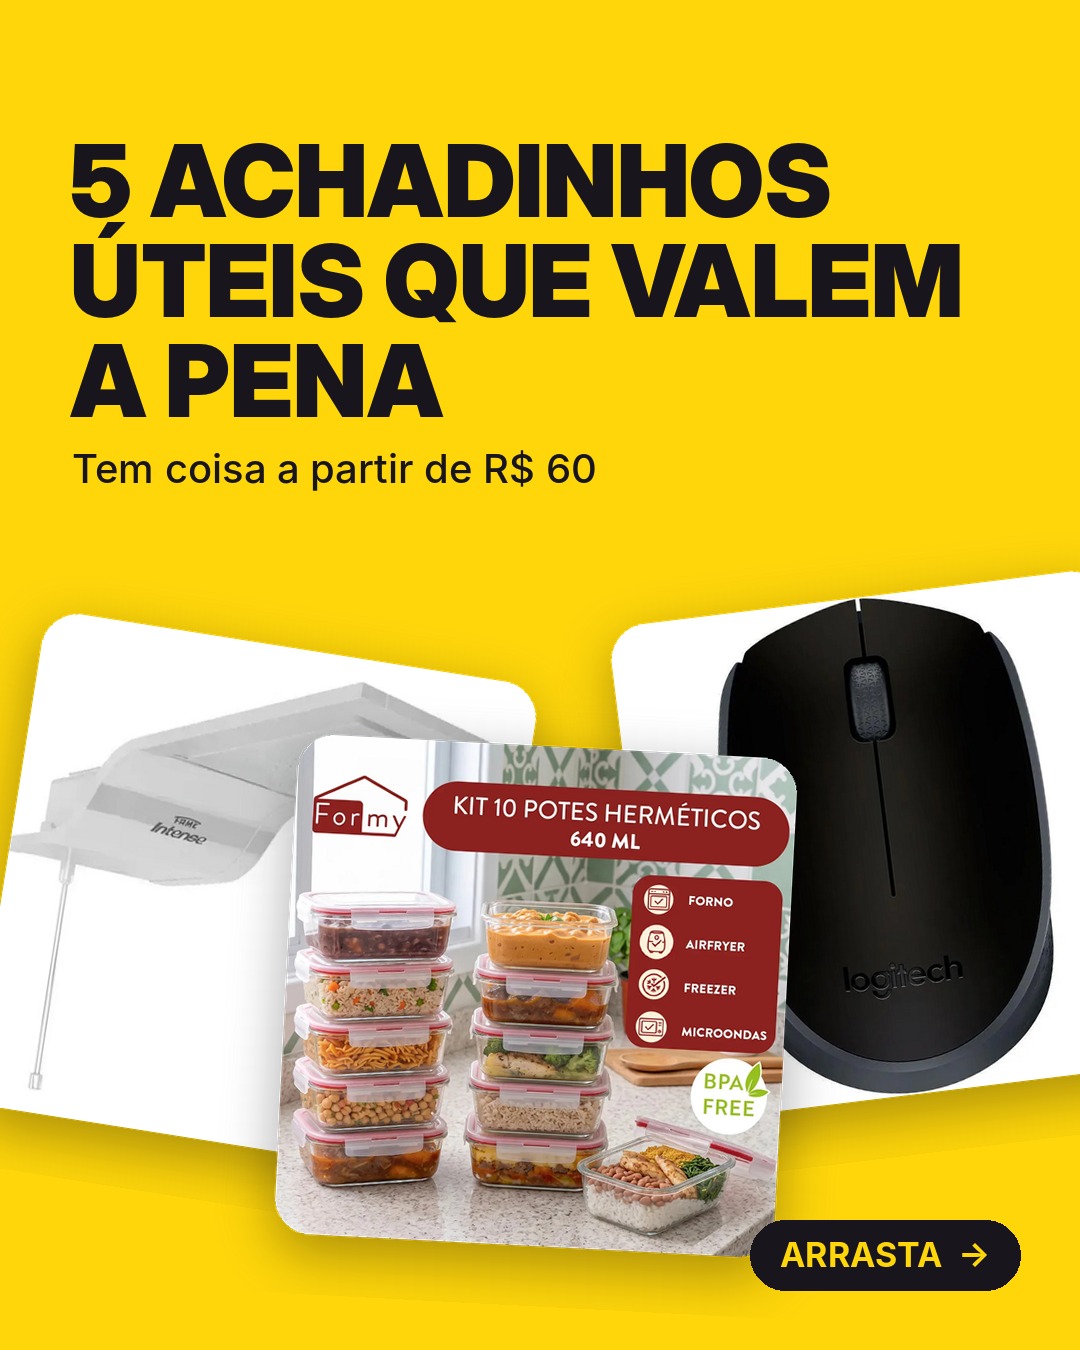 5 ACHADINHOS
ÚTEIS QUE VALEM
A PENA
Tem coisa a partir de R$ 60
FAME
Intense
Formy
KIT 10 POTES HERMÉTICOS
640 ML
FORNO
AIRFRYER
FREEZER
MICROONDAS
BPA
FREE
logitech
ARRASTA →